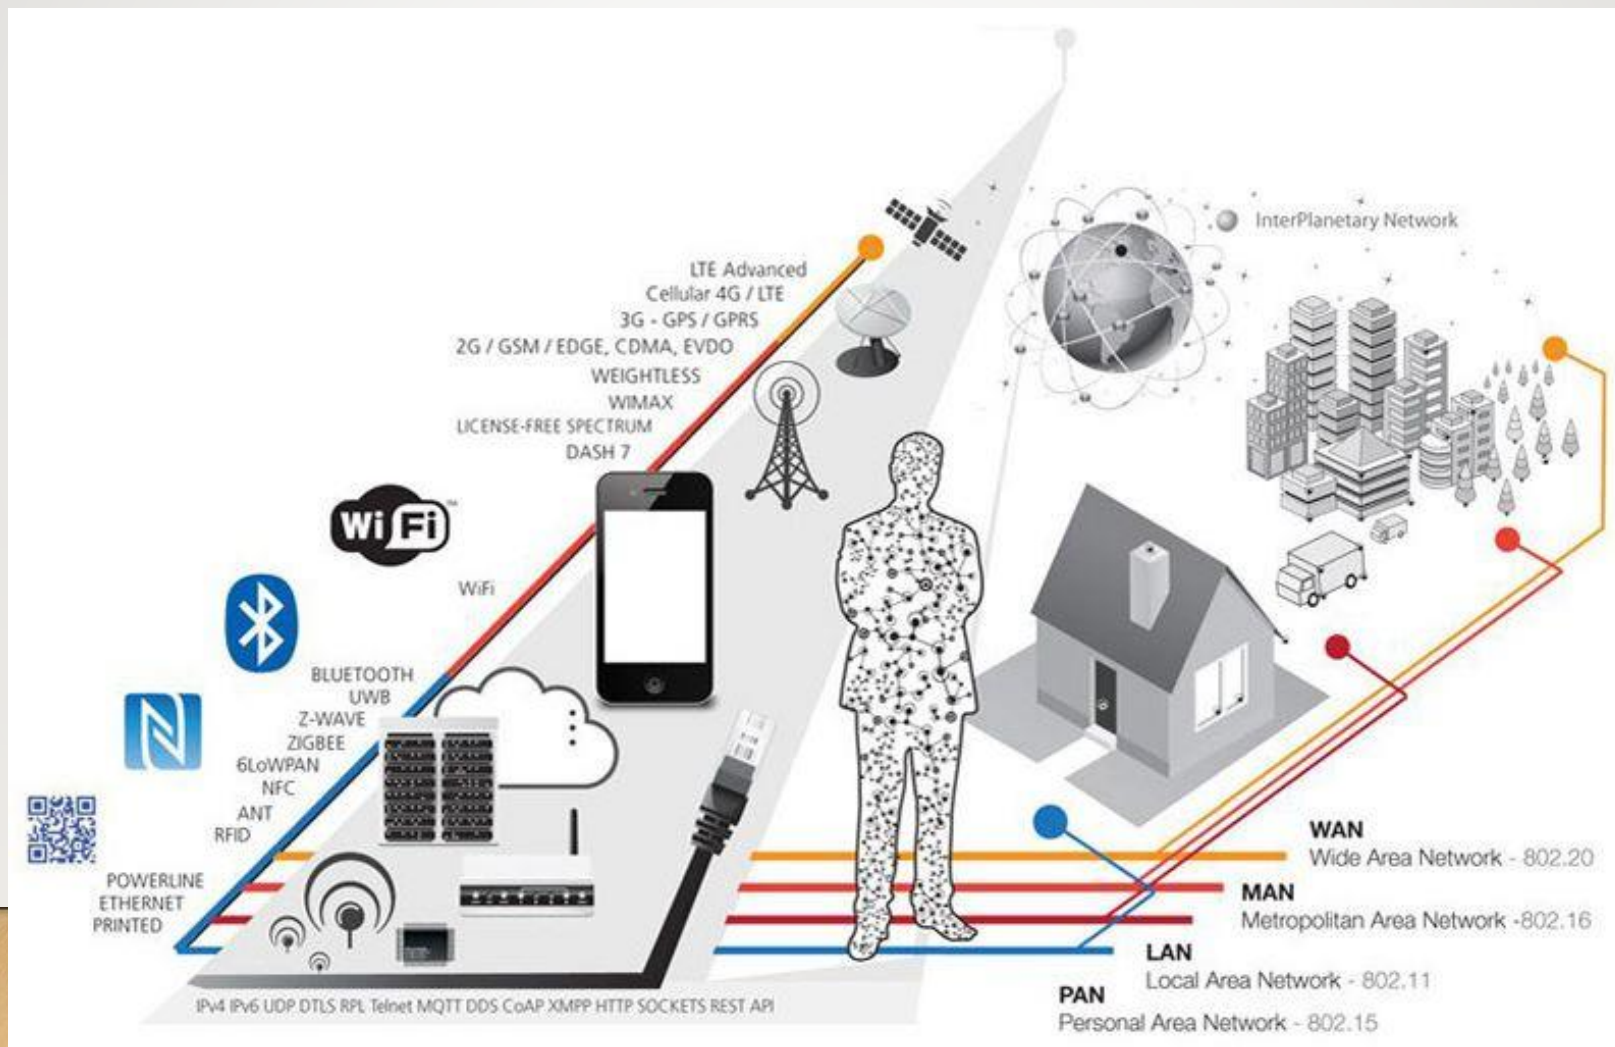 InterPlanetary Network
LTE Advanced
Cellular 4G / LTE
3G - GPS / GPRS
2G / GSM / EDGE, CDMA, EVDO
WEIGHTLESS
WIMAX
LICENSE-FREE SPECTRUM
DASH 7
Wi Fi
WiFi
BLUETOOTH
UWB
Z-WAVE
ZIGBEE
6LoWPAN
NFC
ANT
RFID
POWERLINE
ETHERNET
PRINTED
WAN
Wide Area Network - 802.20
MAN
Metropolitan Area Network -802.16
LAN
Local Area Network - 802.11
PAN
Personal Area Network - 802.15
IPv4 IPv6 UDP DTLS RPL Telnet MQTT DDS CoAP XMPP HTTP SOCKETS REST API